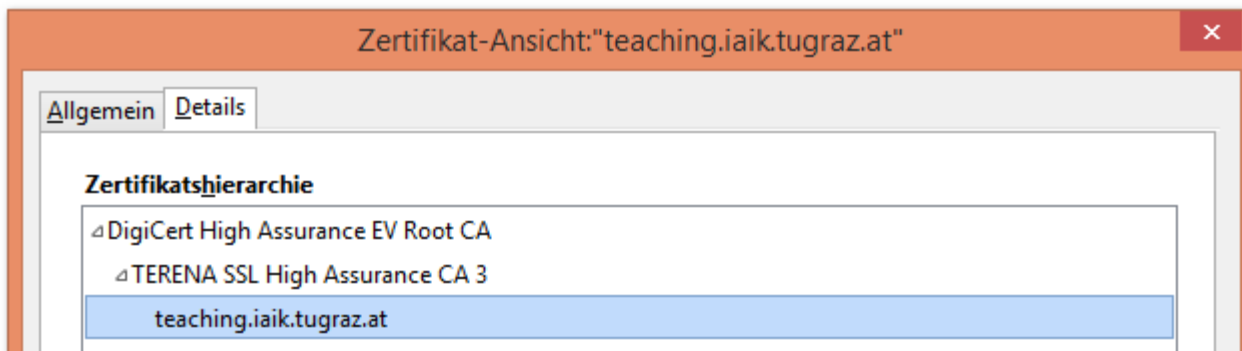 Zertifikat-Ansicht:"teaching.iaik.tugraz.at"
Allgemein Details
Zertifikatshierarchie
DigiCert High Assurance EV Root CA
TERENA SSL High Assurance CA 3
teaching.iaik.tugraz.at